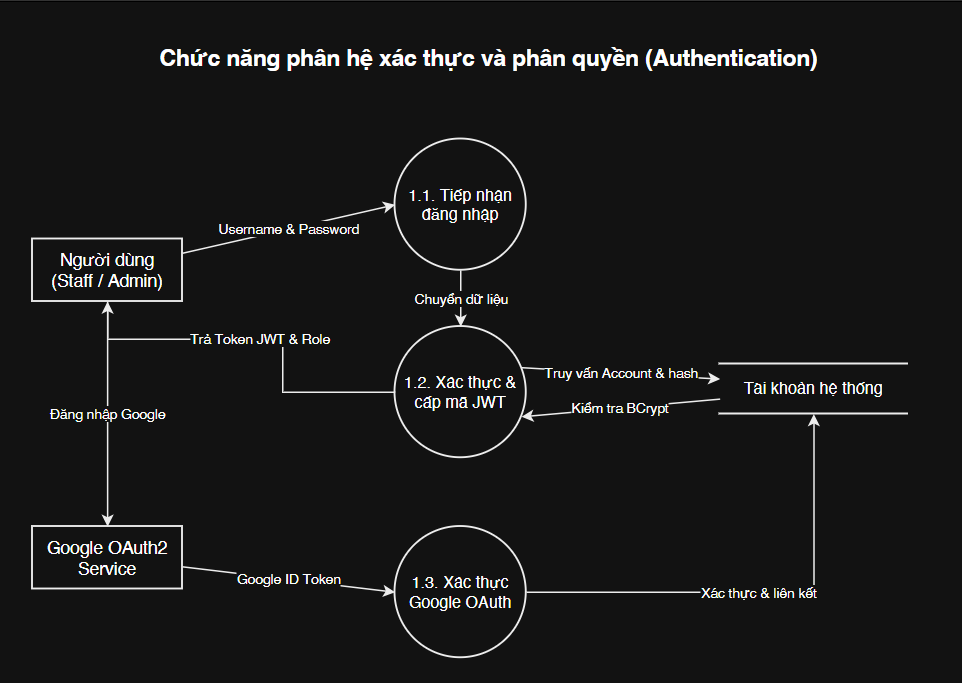 Chức năng phân hệ xác thực và phân quyền (Authentication)
1.1. Tiếp nhận
đăng nhập
Username & Password
Người dùng
(Staff / Admin)
Chuyển dữ liệu
Trả Token JWT & Role
1.2. Xác thực &
cấp mã JWT
Truy vấn Account & hash
Tai khoản hệ thống
Kiểm tra BCrypt
Đăng nhập Google
Google OAuth2
Service
Google ID Token
1.3. Xác thực
Google OAuth
Xác thực & liên kết